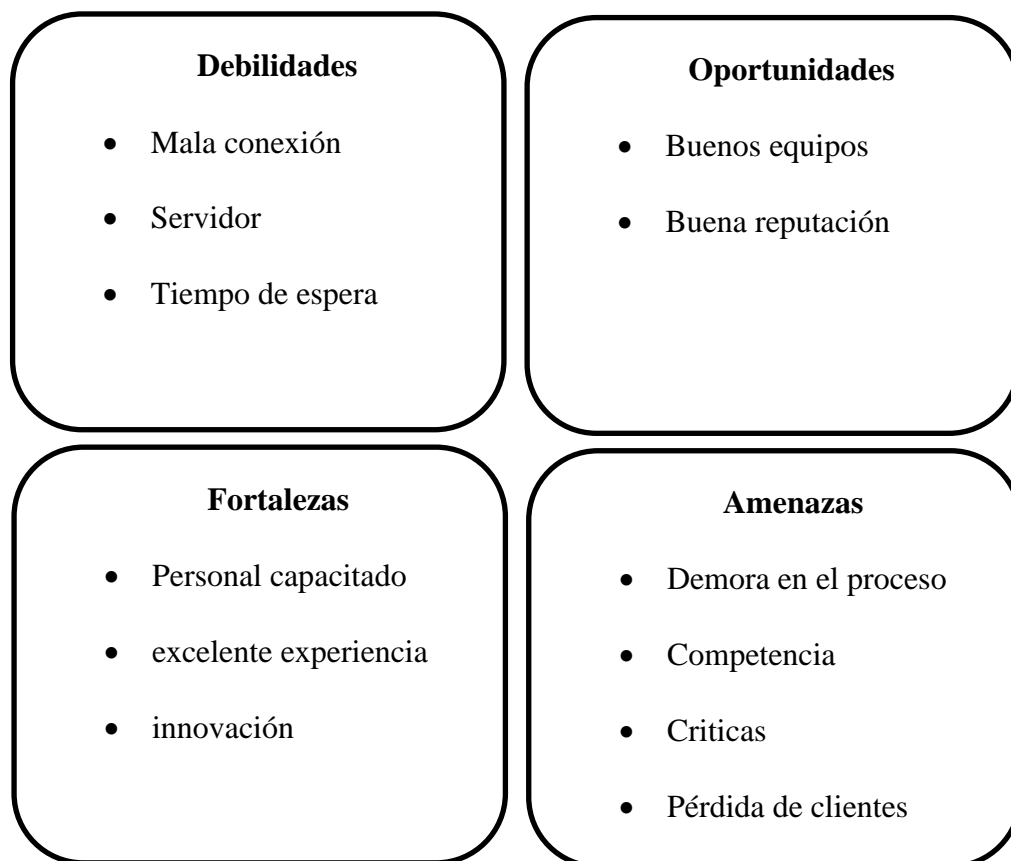 Debilidades
• Mala conexión
• Servidor
• Tiempo de espera
Oportunidades
• Buenos equipos
• Buena reputación
Fortalezas
• Personal capacitado
• excelente experiencia
• innovación
Amenazas
• Demora en el proceso
• Competencia
• Criticas
• Pérdida de clientes